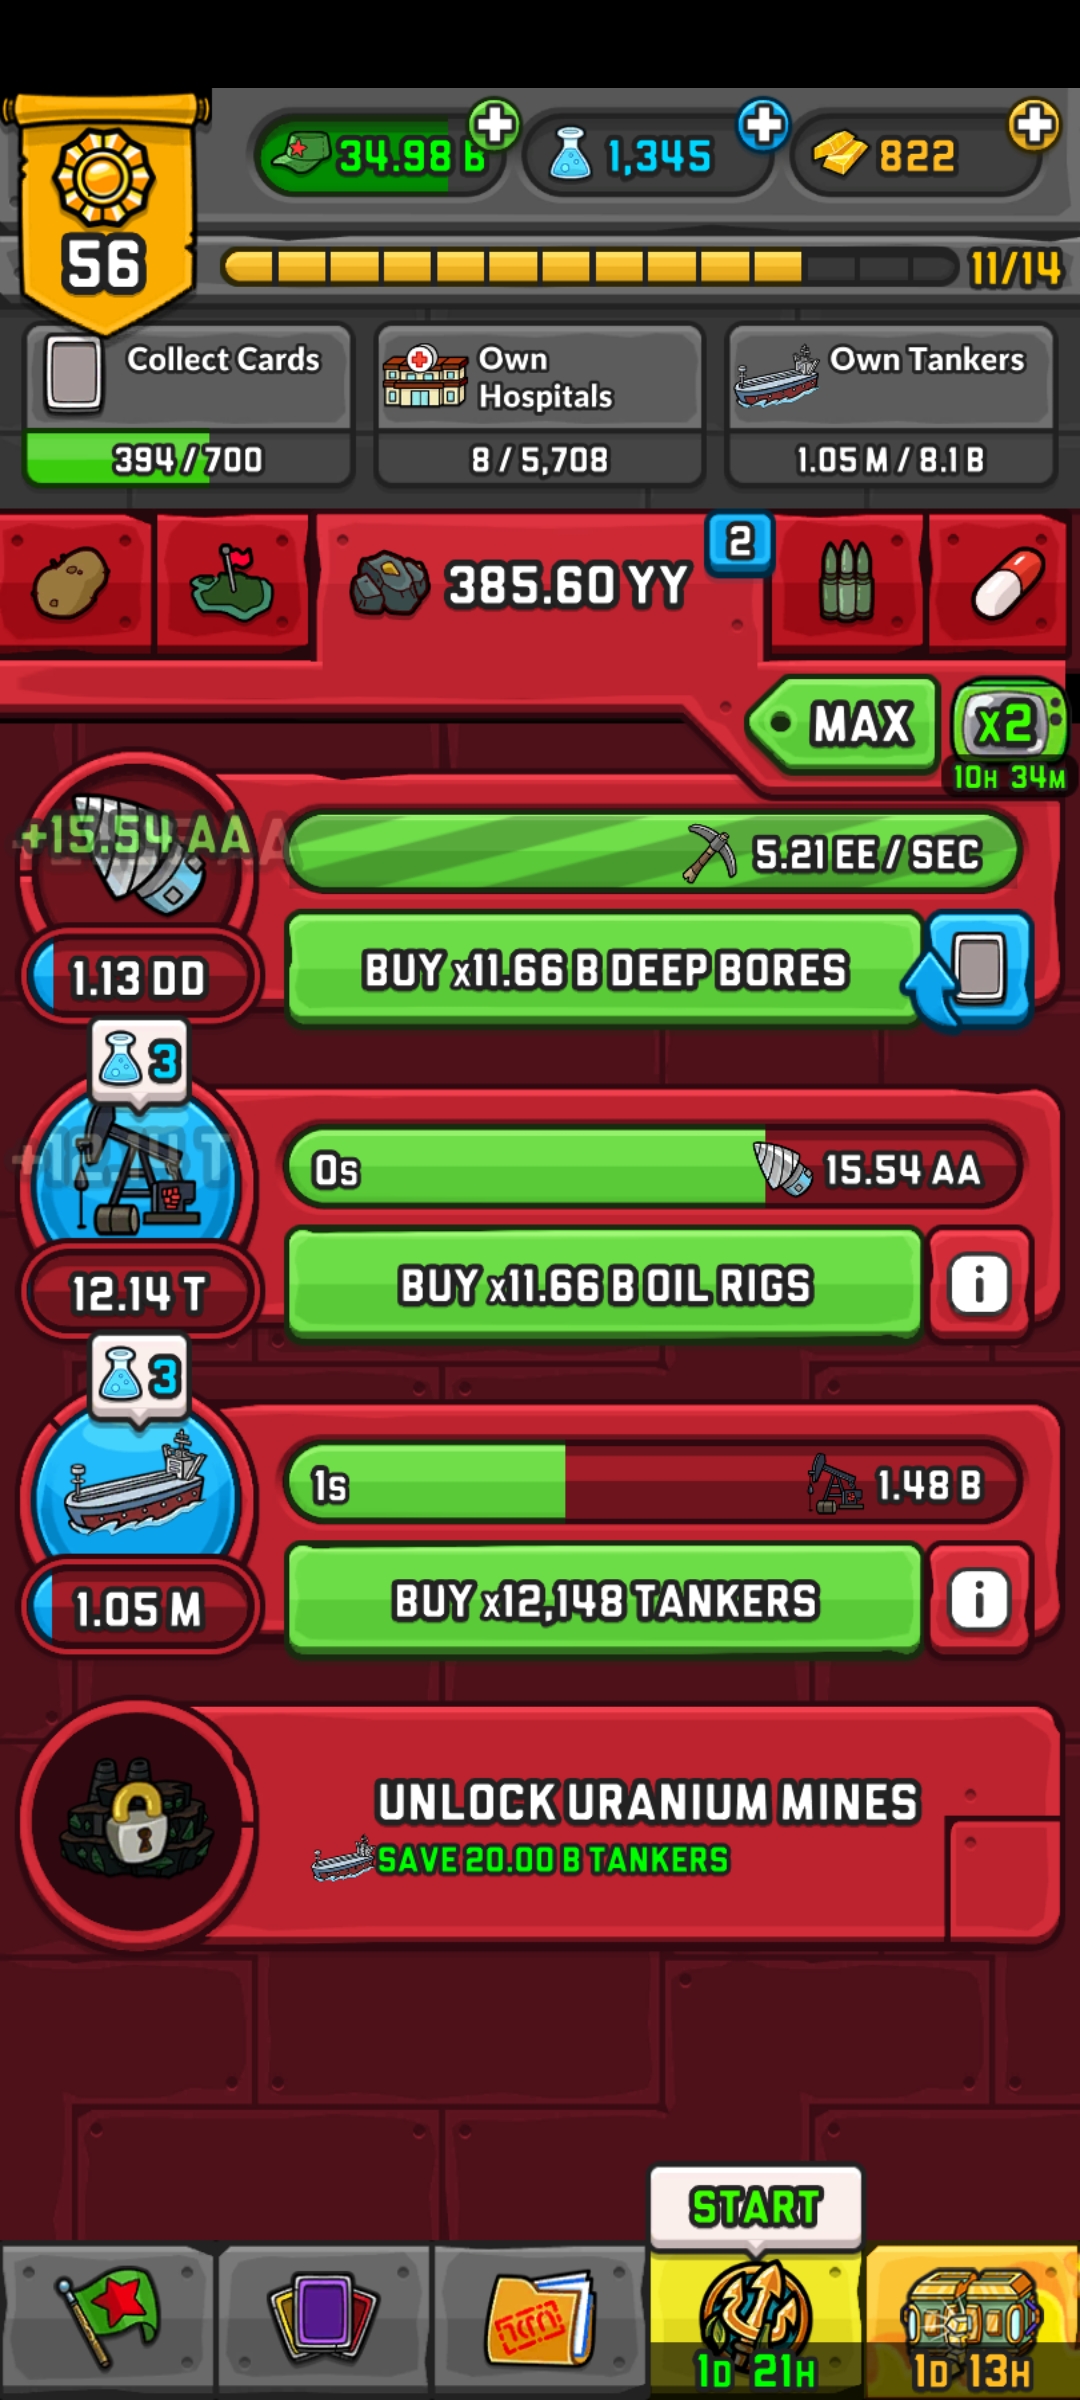 34.98 B
1,345
822
56
11/14
Collect Cards
394/700
Own
Hospitals
8/5,708
Own Tankers
1.05 M/8.1 B
385.60 YY
2
MAX
x2
10H 34M
+15.54 AA
5.21 EE/SEC
1.13 DD
BUY x11.66 B DEEP BORES
3
0s
15.54 AA
12.14 T
BUY x11.66 B OIL RIGS
i
3
1s
1.48 B
1.05 M
BUY x12,148 TANKERS
i
UNLOCK URANIUM MINES
SAVE 20.00 B TANKERS
START
1D 21H
1D 13H